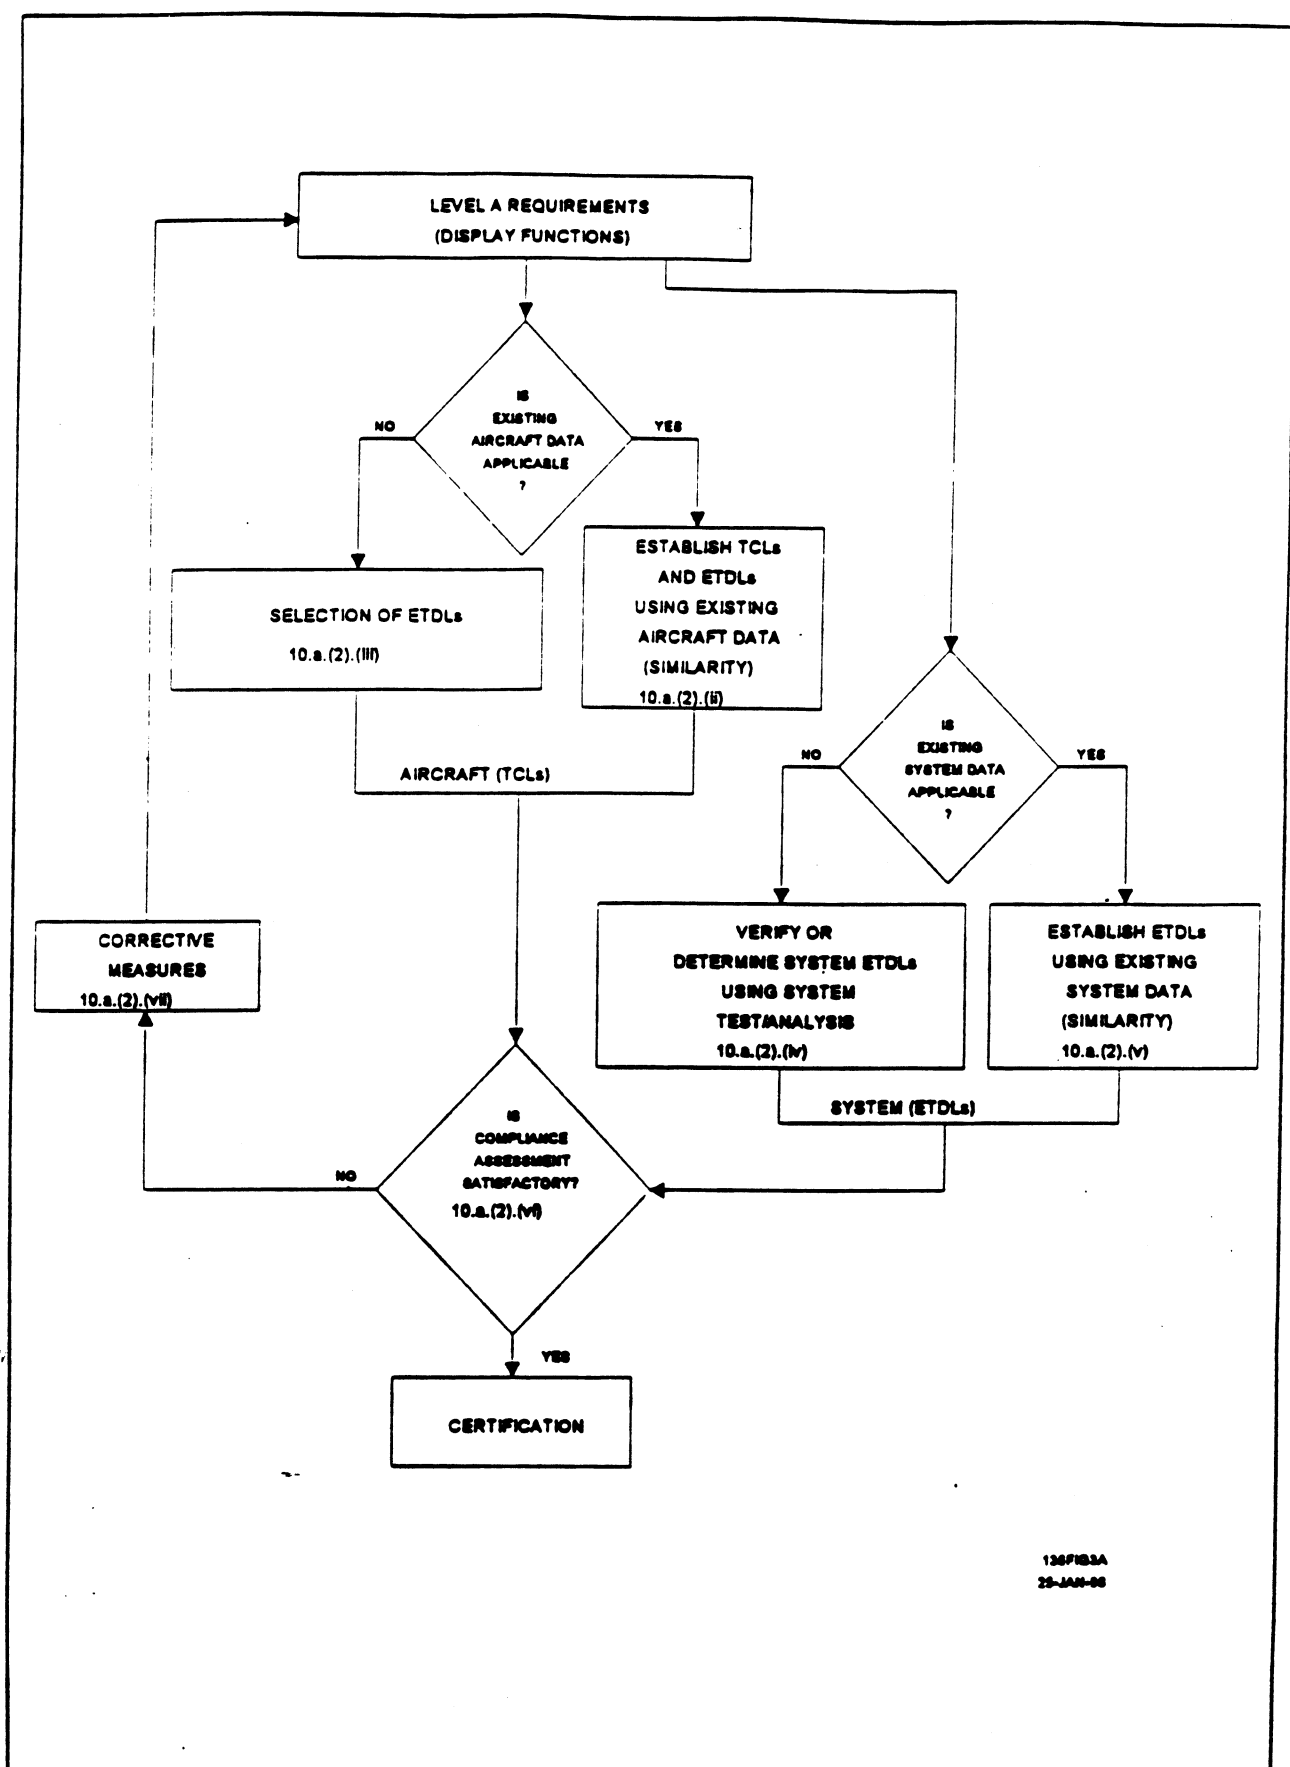 LEVEL A REQUIREMENTS
(DISPLAY FUNCTIONS)
IS
EXISTING
AIRCRAFT DATA
APPLICABLE
?
NO
YES
SELECTION OF ETDLs
10.a.(2).(iii)
ESTABLISH TCLs
AND ETDLs
USING EXISTING
AIRCRAFT DATA
(SIMILARITY)
10.a.(2).(ii)
AIRCRAFT (TCLs)
IS
EXISTING
SYSTEM DATA
APPLICABLE
?
NO
YES
CORRECTIVE
MEASURES
10.a.(2).(vii)
VERIFY OR
DETERMINE SYSTEM ETDLs
USING SYSTEM
TEST/ANALYSIS
10.a.(2).(iv)
ESTABLISH ETDLs
USING EXISTING
SYSTEM DATA
(SIMILARITY)
10.a.(2).(v)
SYSTEM (ETDLs)
IS
COMPLIANCE
ASSESSMENT
SATISFACTORY?
10.a.(2).(vi)
NO
YES
CERTIFICATION
136FIG3A